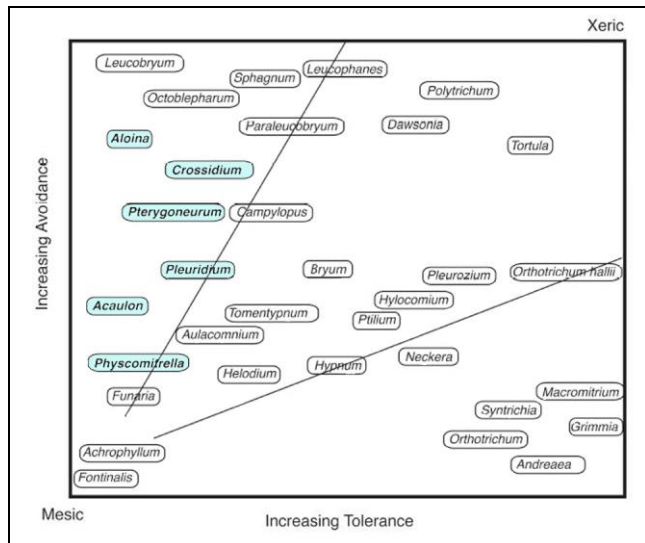 Xeric
Leucobryum
Leucophanes
Sphagnum
Polytrichum
Octoblepharum
Paraleucobryum
Dawsonia
Aloina
Tortula
Crossidium
Pterygoneurum
Campylopus
Pleuridium
Bryum
Pleurozium
Orthotrichum hallii
Acaulon
Hylocomium
Tomentypnum
Ptilium
Aulacomnium
Neckera
Physcomitrella
Hypnum
Helodium
Funaria
Macromitrium
Syntrichia
Grimmia
Orthotrichum
Achrophyllum
Andreaea
Fontinalis
Increasing Avoidance
Mesic
Increasing Tolerance